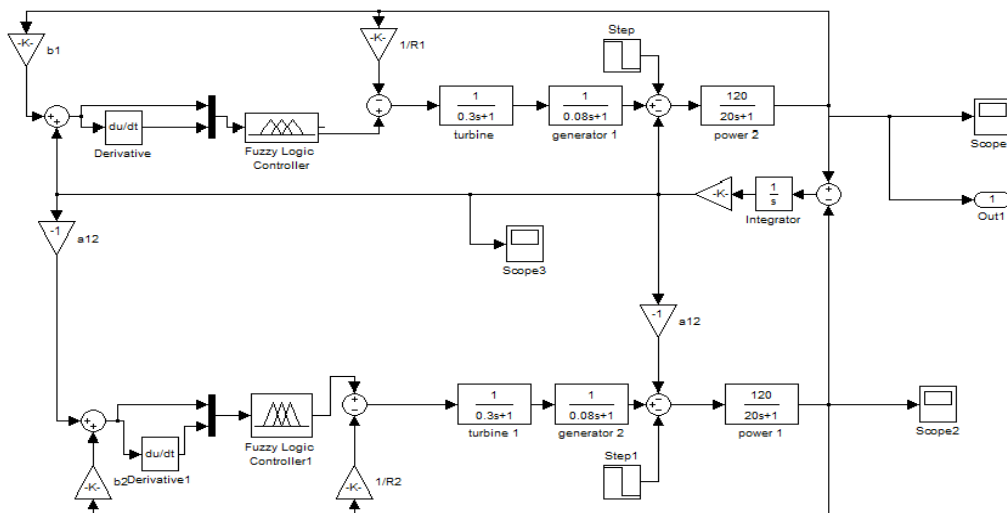 -K-
b1
-K-
1/R1
Step
du/dt
Derivative
Fuzzy Logic
Controller
1
0.3s+1
turbine
1
0.08s+1
generator 1
120
20s+1
power 2
Scope
-K-
1
s
Integrator
1
Out1
-1
a12
Scope3
-1
a12
du/dt
Derivative1
Fuzzy Logic
Controller1
1
0.3s+1
turbine 1
1
0.08s+1
generator 2
120
20s+1
power 1
Scope2
-K-
b2
-K-
1/R2
Step1